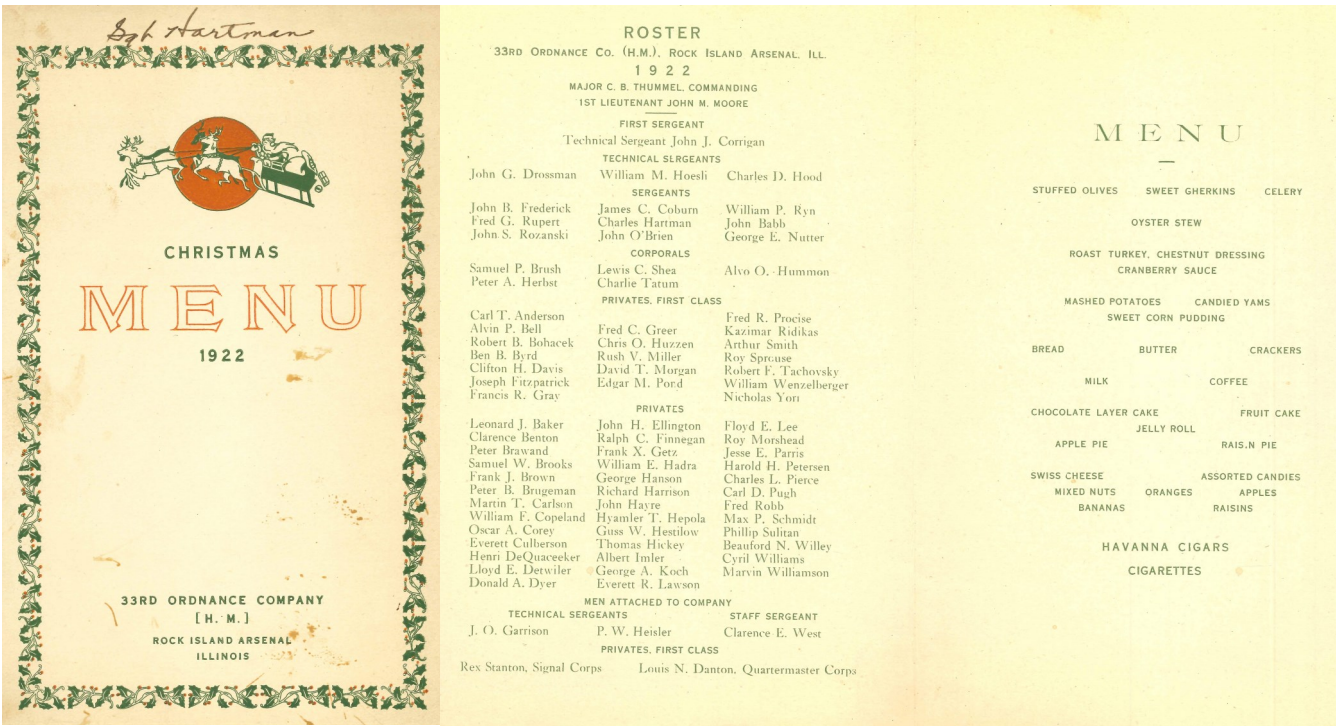 Sgt Hartman
CHRISTMAS
MENU
1922
33RD ORDNANCE COMPANY
[H.M.]
ROCK ISLAND ARSENAL
ILLINOIS
ROSTER
33RD ORDNANCE CO. (H.M.), ROCK ISLAND ARSENAL, ILL.
1922
MAJOR C. B. THUMMEL, COMMANDING
1ST LIEUTENANT JOHN M. MOORE
FIRST SERGEANT
Technical Sergeant John J. Corrigan
TECHNICAL SERGEANTS
John G. Drossman William M. Hoesli Charles D. Hood
SERGEANTS
John B. Frederick James C. Coburn William P. Ryn
Fred G. Rupert Charles Hartman John Babb
John S. Rozanski John O'Brien George E. Nutter
CORPORALS
Samuel P. Brush Lewis C. Shea Alvo O. Hummon
Peter A. Herbst Charlie Tatum
PRIVATES, FIRST CLASS
Carl T. Anderson Fred R. Procise
Alvin P. Bell Fred C. Greer Kazimar Ridikas
Robert B. Bohacek Chris O. Huzzen Arthur Smith
Ben B. Byrd Rush V. Miller Roy Sprouse
Clifton H. Davis David T. Morgan Robert F. Tachovsky
Joseph Fitzpatrick Edgar M. Pond William Wenzelberger
Francis R. Gray Nicholas Yori
PRIVATES
Leonard J. Baker John H. Ellington Floyd E. Lee
Clarence Benton Ralph C. Finnegan Roy Morshead
Peter Brawand Frank X. Getz Jesse E. Parris
Samuel W. Brooks William E. Hadra Harold H. Petersen
Frank J. Brown George Hanson Charles L. Pierce
Peter B. Brugeman Richard Harrison Carl D. Pugh
Martin T. Carlson John Hayre Fred Robb
William F. Copeland Hyamler T. Hepola Max P. Schmidt
Oscar A. Corey Guss W. Hestilow Phillip Sulitan
Everett Culberson Thomas Hickey Beauford N. Willey
Henri DeQuaceeker Albert Imler Cyril Williams
Lloyd E. Detwiler George A. Koch Marvin Williamson
Donald A. Dyer Everett R. Lawson
MEN ATTACHED TO COMPANY
TECHNICAL SERGEANTS STAFF SERGEANT
J. O. Garrison P. W. Heisler Clarence E. West
PRIVATES, FIRST CLASS
Rex Stanton, Signal Corps Louis N. Danton, Quartermaster Corps
MENU
STUFFED OLIVES SWEET GHERKINS CELERY
OYSTER STEW
ROAST TURKEY, CHESTNUT DRESSING
CRANBERRY SAUCE
MASHED POTATOES CANDIED YAMS
SWEET CORN PUDDING
BREAD BUTTER CRACKERS
MILK COFFEE
CHOCOLATE LAYER CAKE FRUIT CAKE
JELLY ROLL
APPLE PIE RAISIN PIE
SWISS CHEESE ASSORTED CANDIES
MIXED NUTS ORANGES APPLES
BANANAS RAISINS
HAVANNA CIGARS
CIGARETTES